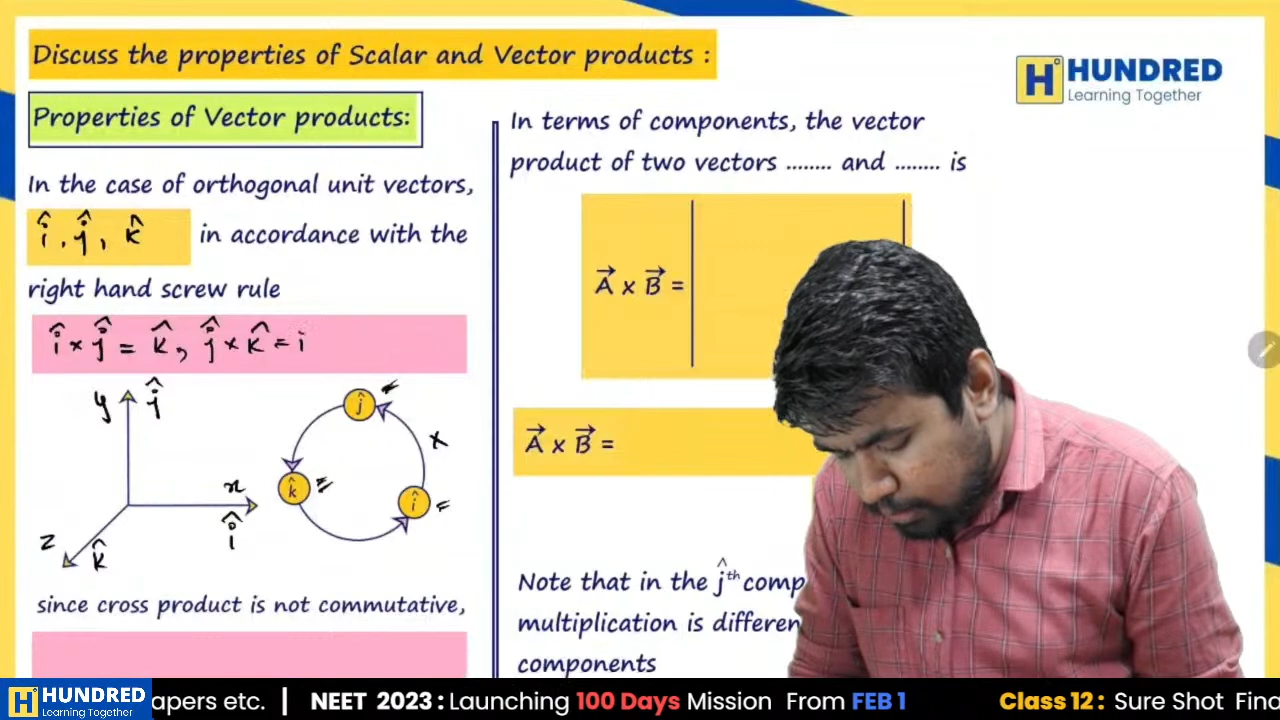 Discuss the properties of Scalar and Vector products :
H° HUNDRED
Learning Together
Properties of Vector products:
In the case of orthogonal unit vectors,
î, ĵ, k̂ in accordance with the
right hand screw rule
î × ĵ = k̂, ĵ × k̂ = i
y ĵ
x
î
z
k̂
ĵ
k̂
î
x
since cross product is not commutative,
In terms of components, the vector
product of two vectors ........ and ........ is
A⃗ x B⃗ =
A⃗ x B⃗ =
Note that in the ĵth comp
multiplication is differen
components
H° HUNDRED
Learning Together
apers etc. | NEET 2023 : Launching 100 Days Mission From FEB 1 Class 12 : Sure Shot Find